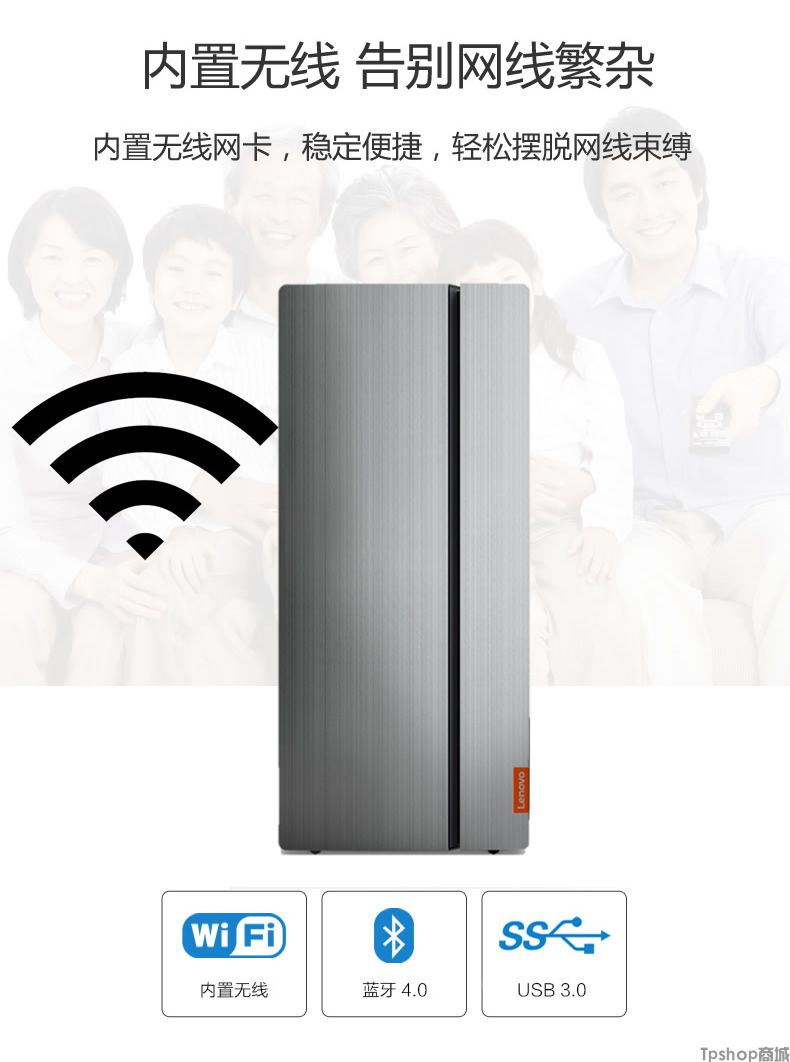 内置无线 告别网线繁杂
内置无线网卡，稳定便捷，轻松摆脱网线束缚
Lenovo
WiFi
内置无线
蓝牙 4.0
SS
USB 3.0
Tpshop商城